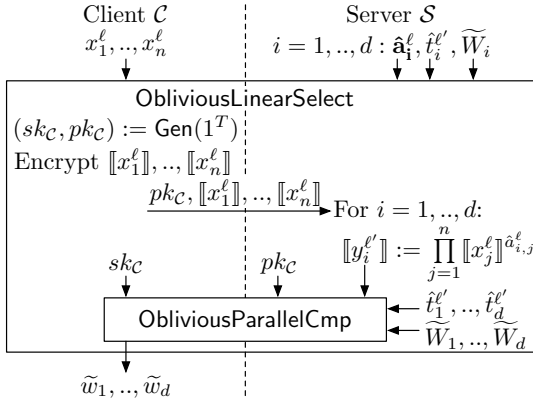 Client 𝒞 Server 𝒮
x₁^ℓ, .., xₙ^ℓ i = 1, .., d : â_i^ℓ, t̂_i^ℓ′, W̃_i
ObliviousLinearSelect
(sk_𝒞, pk_𝒞) := Gen(1^T)
Encrypt ⟦x₁^ℓ⟧, .., ⟦xₙ^ℓ⟧
pk_𝒞, ⟦x₁^ℓ⟧, .., ⟦xₙ^ℓ⟧ For i = 1, .., d:
⟦y_i^ℓ′⟧ := ∏_{j=1}^{n} ⟦x_j^ℓ⟧^{â_{i,j}^ℓ}
sk_𝒞 pk_𝒞
ObliviousParallelCmp t̂₁^ℓ′, .., t̂_d^ℓ′
W̃₁, .., W̃_d
w̃₁, .., w̃_d